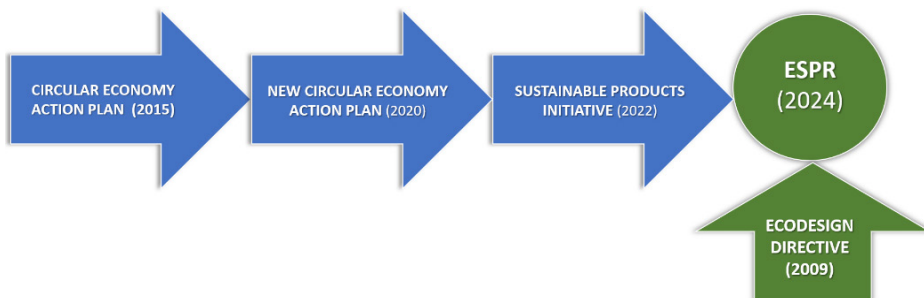 CIRCULAR ECONOMY
ACTION PLAN (2015)
NEW CIRCULAR ECONOMY
ACTION PLAN (2020)
SUSTAINABLE PRODUCTS
INITIATIVE (2022)
ESPR
(2024)
ECODESIGN
DIRECTIVE
(2009)